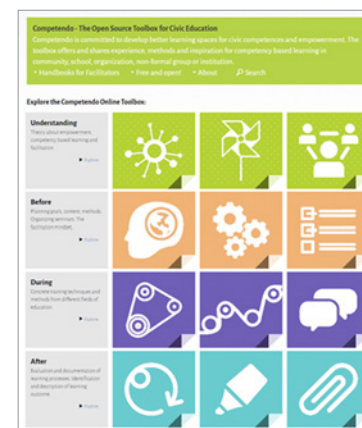 Competendo - The Open Source Toolbox for Civic Education
Competendo is committed to develop better learning spaces for civic competences and empowerment. The
toolbox offers and shares experience, methods and inspiration for competency based learning in
community, school, organization, non-formal group or institution.
• Handbooks for Facilitators • Free and open! • About Search
Explore the Competendo Online Toolbox:
Understanding
Theory about empowerment,
competency based learning and
facilitation
▶ Explore
Before
Planning goals, content, methods.
Organizing seminars. The
facilitation mindset.
▶ Explore
During
Concrete training techniques and
methods from different fields of
education
▶ Explore
After
Evaluation and documentation of
learning processes. Identification
and description of learning
outcome
▶ Explore